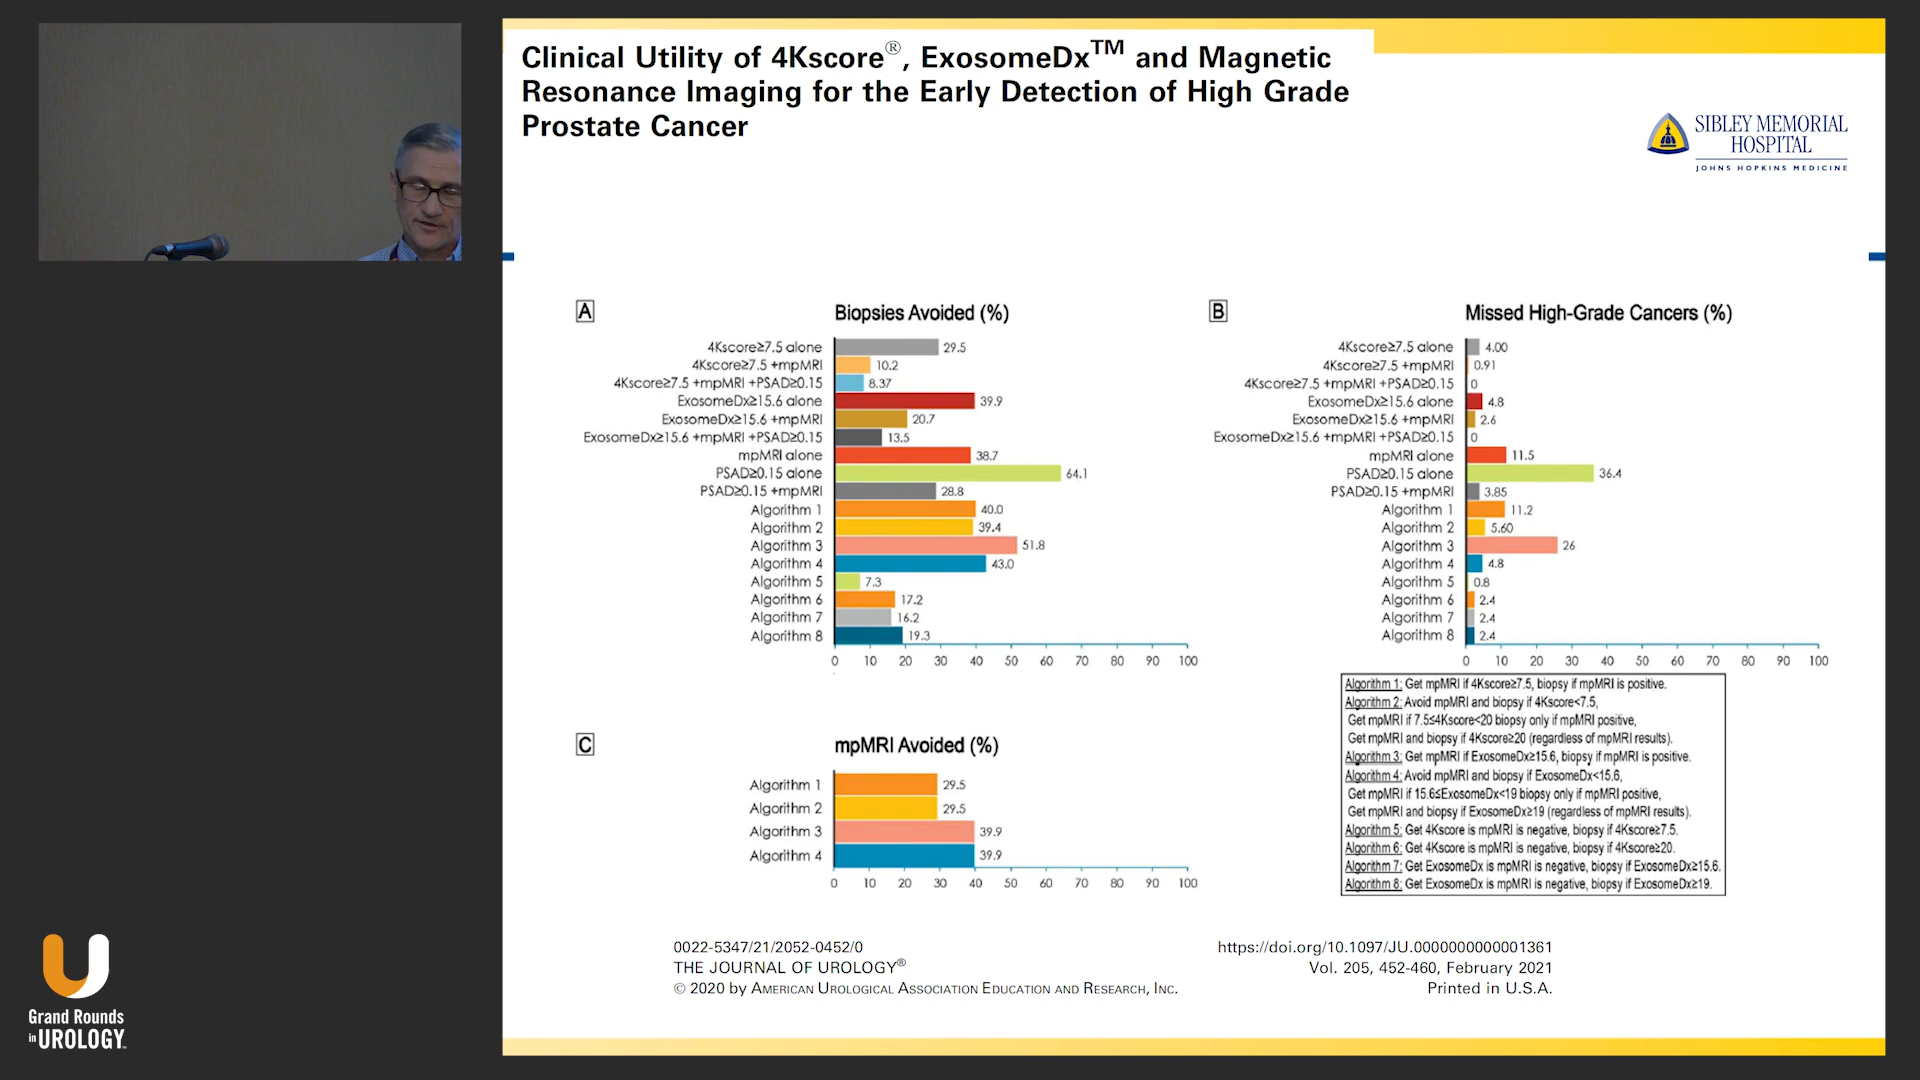 Clinical Utility of 4Kscore®, ExosomeDx™ and Magnetic
Resonance Imaging for the Early Detection of High Grade
Prostate Cancer
SIBLEY MEMORIAL
HOSPITAL
JOHNS HOPKINS MEDICINE
A
Biopsies Avoided (%)
4Kscore≥7.5 alone 29.5
4Kscore≥7.5 +mpMRI 10.2
4Kscore≥7.5 +mpMRI +PSAD≥0.15 8.37
ExosomeDx≥15.6 alone 39.9
ExosomeDx≥15.6 +mpMRI 20.7
ExosomeDx≥15.6 +mpMRI +PSAD≥0.15 13.5
mpMRI alone 38.7
PSAD≥0.15 alone 64.1
PSAD≥0.15 +mpMRI 28.8
Algorithm 1 40.0
Algorithm 2 39.4
Algorithm 3 51.8
Algorithm 4 43.0
Algorithm 5 7.3
Algorithm 6 17.2
Algorithm 7 16.2
Algorithm 8 19.3
0 10 20 30 40 50 60 70 80 90 100
B
Missed High-Grade Cancers (%)
4Kscore≥7.5 alone 4.00
4Kscore≥7.5 +mpMRI 0.91
4Kscore≥7.5 +mpMRI +PSAD≥0.15 0
ExosomeDx≥15.6 alone 4.8
ExosomeDx≥15.6 +mpMRI 2.6
ExosomeDx≥15.6 +mpMRI +PSAD≥0.15 0
mpMRI alone 11.5
PSAD≥0.15 alone 36.4
PSAD≥0.15 +mpMRI 3.85
Algorithm 1 11.2
Algorithm 2 5.60
Algorithm 3 26
Algorithm 4 4.8
Algorithm 5 0.8
Algorithm 6 2.4
Algorithm 7 2.4
Algorithm 8 2.4
0 10 20 30 40 50 60 70 80 90 100
C
mpMRI Avoided (%)
Algorithm 1 29.5
Algorithm 2 29.5
Algorithm 3 39.9
Algorithm 4 39.9
0 10 20 30 40 50 60 70 80 90 100
Algorithm 1: Get mpMRI if 4Kscore≥7.5, biopsy if mpMRI is positive.
Algorithm 2: Avoid mpMRI and biopsy if 4Kscore<7.5,
Get mpMRI if 7.5≤4Kscore<20 biopsy only if mpMRI positive,
Get mpMRI and biopsy if 4Kscore≥20 (regardless of mpMRI results).
Algorithm 3: Get mpMRI if ExosomeDx≥15.6, biopsy if mpMRI is positive.
Algorithm 4: Avoid mpMRI and biopsy if ExosomeDx<15.6,
Get mpMRI if 15.6≤ExosomeDx<19 biopsy only if mpMRI positive,
Get mpMRI and biopsy if ExosomeDx≥19 (regardless of mpMRI results).
Algorithm 5: Get 4Kscore is mpMRI is negative, biopsy if 4Kscore≥7.5.
Algorithm 6: Get 4Kscore is mpMRI is negative, biopsy if 4Kscore≥20.
Algorithm 7: Get ExosomeDx is mpMRI is negative, biopsy if ExosomeDx≥15.6.
Algorithm 8: Get ExosomeDx is mpMRI is negative, biopsy if ExosomeDx≥19.
0022-5347/21/2052-0452/0
THE JOURNAL OF UROLOGY®
© 2020 by AMERICAN UROLOGICAL ASSOCIATION EDUCATION AND RESEARCH, INC.
https://doi.org/10.1097/JU.0000000000001361
Vol. 205, 452-460, February 2021
Printed in U.S.A.
Grand Rounds
in UROLOGY